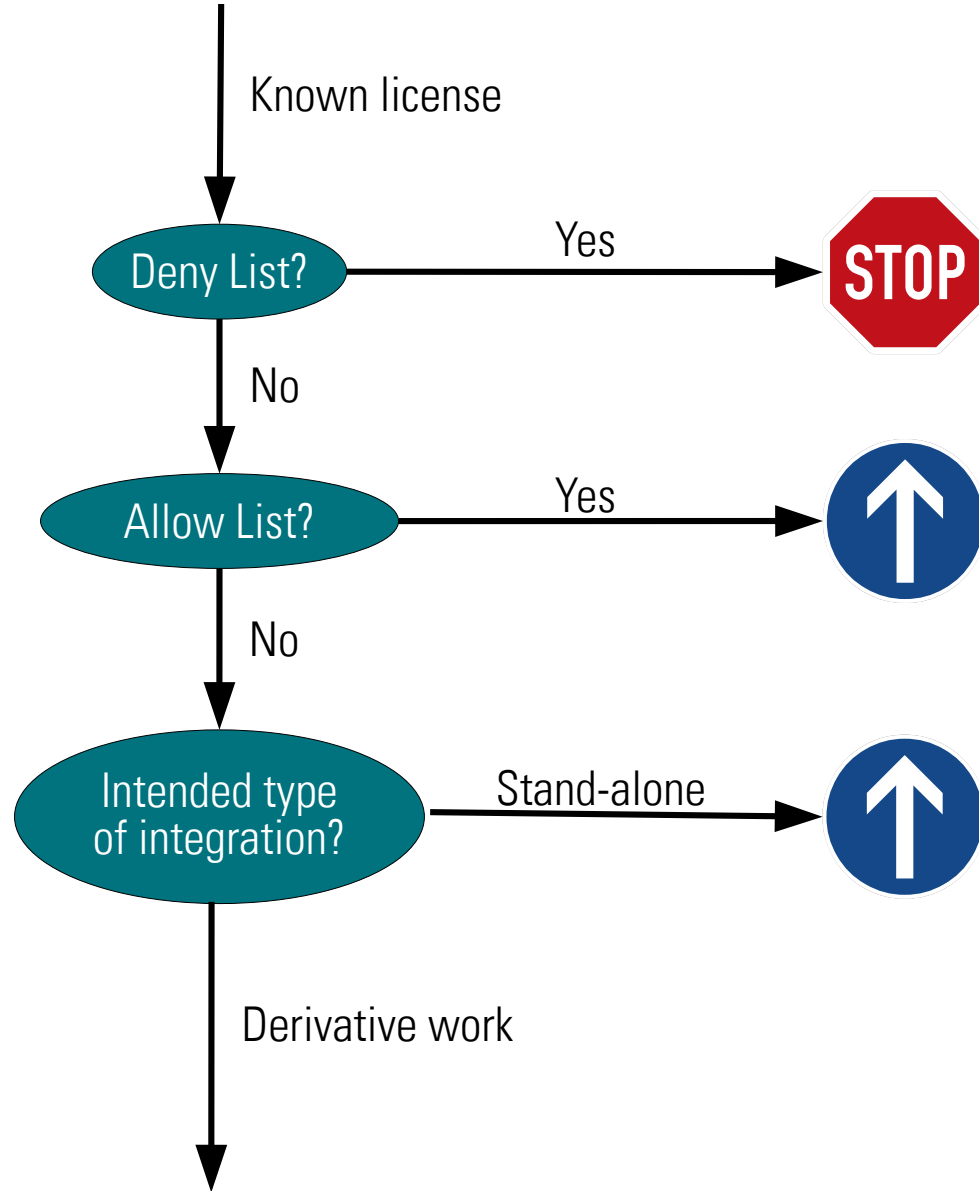 Known license
Deny List?
Yes
STOP
No
Allow List?
Yes
No
Intended type
of integration?
Stand-alone
Derivative work